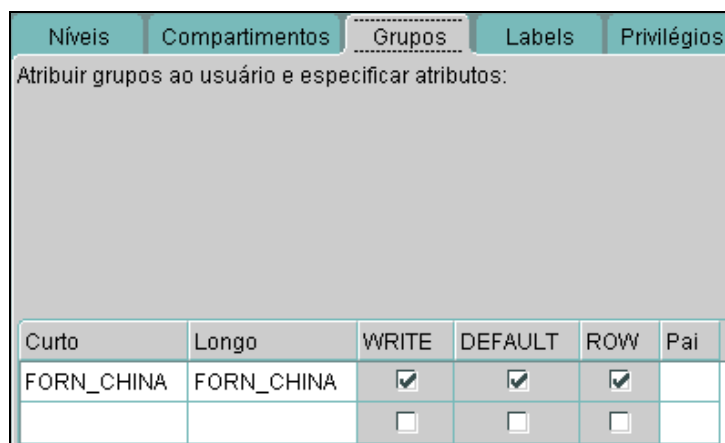 Níveis Compartimentos Grupos Labels Privilégios
Atribuir grupos ao usuário e especificar atributos:
Curto Longo WRITE DEFAULT ROW Pai
FORN_CHINA FORN_CHINA